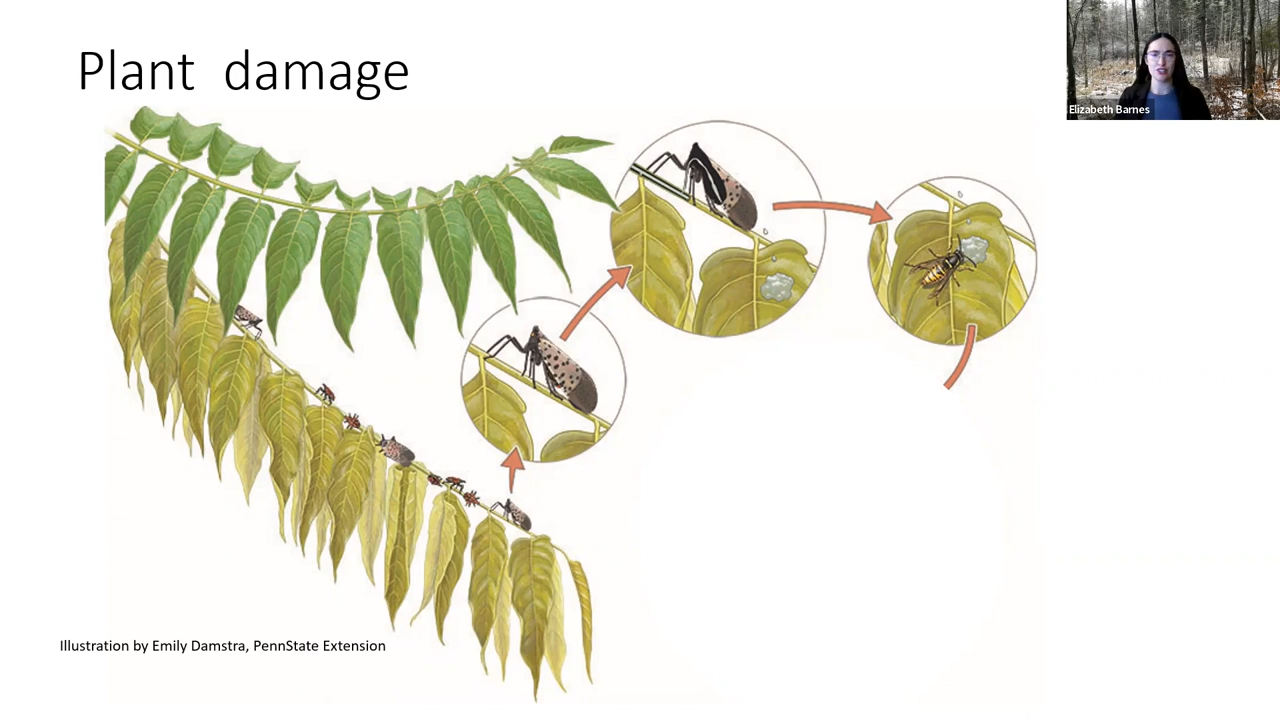 Plant damage
Elizabeth Barnes
Illustration by Emily Damstra, PennState Extension